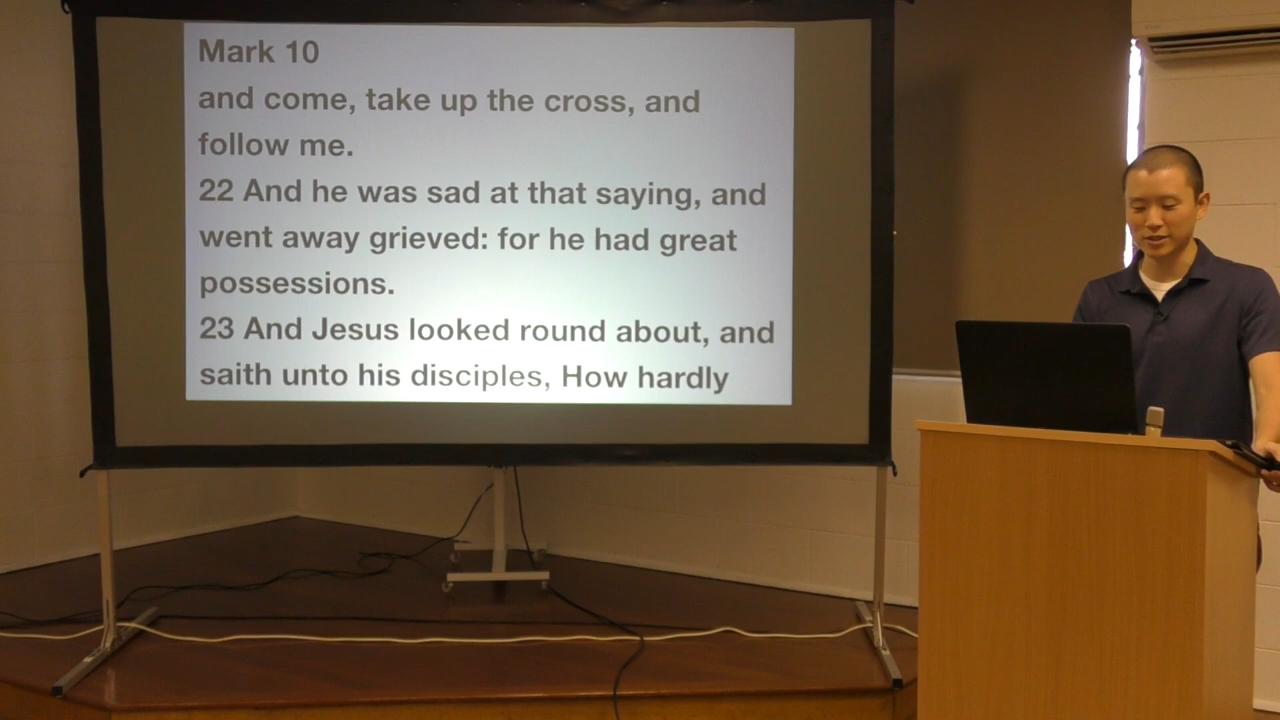 Mark 10
and come, take up the cross, and
follow me.
22 And he was sad at that saying, and
went away grieved: for he had great
possessions.
23 And Jesus looked round about, and
saith unto his disciples, How hardly